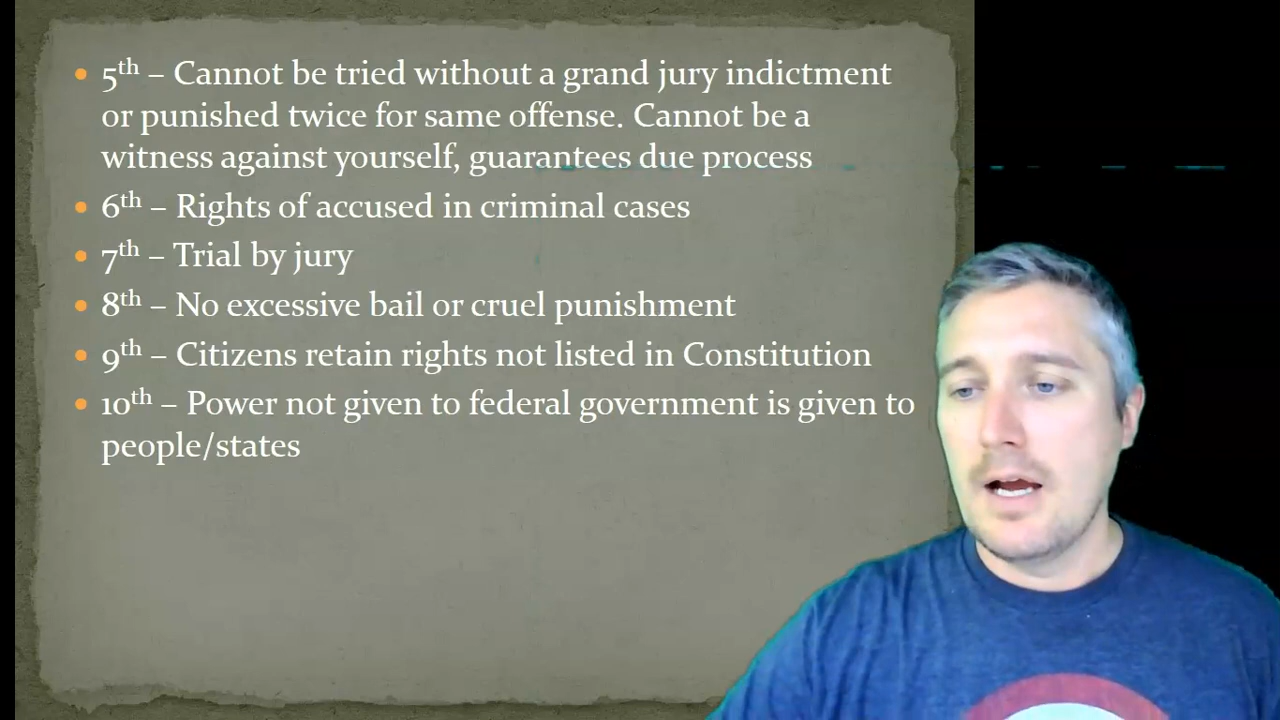 • 5th – Cannot be tried without a grand jury indictment
or punished twice for same offense. Cannot be a
witness against yourself, guarantees due process
• 6th – Rights of accused in criminal cases
• 7th – Trial by jury
• 8th – No excessive bail or cruel punishment
• 9th – Citizens retain rights not listed in Constitution
• 10th – Power not given to federal government is given to
people/states